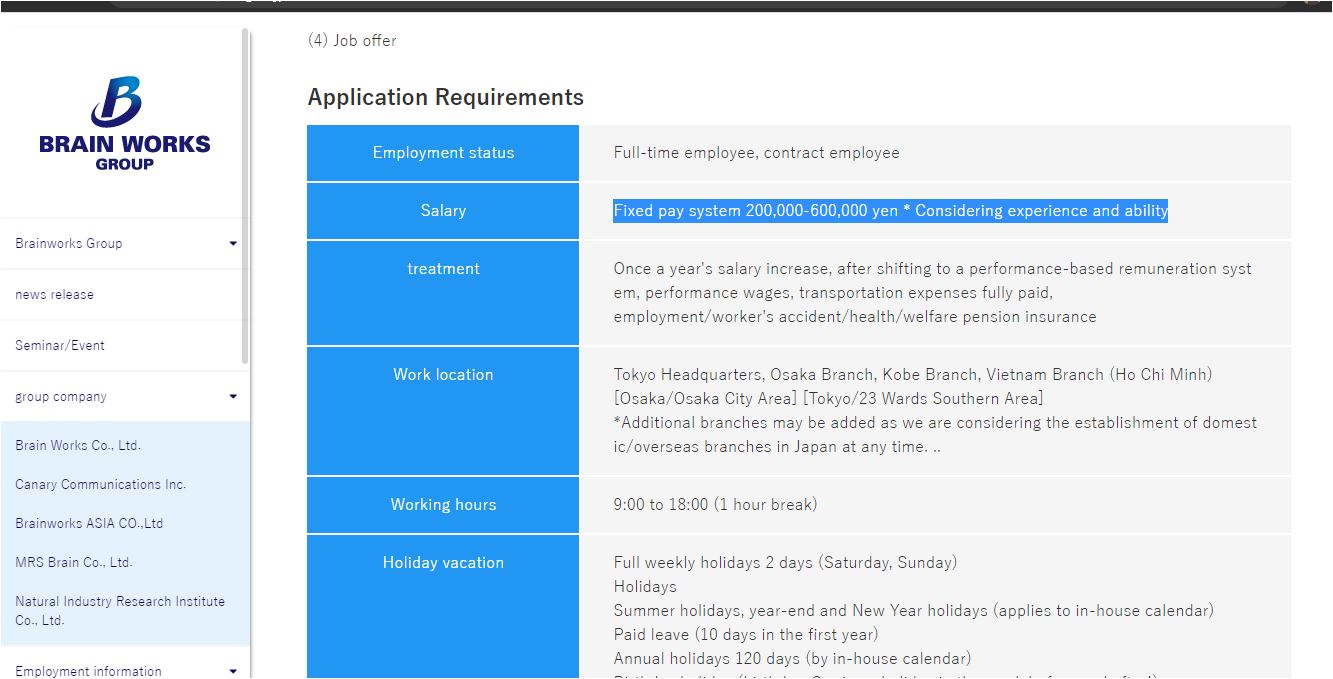 BRAIN WORKS
GROUP
Brainworks Group
news release
Seminar/Event
group company
Brain Works Co., Ltd.
Canary Communications Inc.
Brainworks ASIA CO.,Ltd
MRS Brain Co., Ltd.
Natural Industry Research Institute
Co., Ltd.
Employment information
(4) Job offer
Application Requirements
Employment status
Full-time employee, contract employee
Salary
Fixed pay system 200,000-600,000 yen * Considering experience and ability
treatment
Once a year's salary increase, after shifting to a performance-based remuneration syst
em, performance wages, transportation expenses fully paid,
employment/worker's accident/health/welfare pension insurance
Work location
Tokyo Headquarters, Osaka Branch, Kobe Branch, Vietnam Branch (Ho Chi Minh)
[Osaka/Osaka City Area] [Tokyo/23 Wards Southern Area]
*Additional branches may be added as we are considering the establishment of domest
ic/overseas branches in Japan at any time. ..
Working hours
9:00 to 18:00 (1 hour break)
Holiday vacation
Full weekly holidays 2 days (Saturday, Sunday)
Holidays
Summer holidays, year-end and New Year holidays (applies to in-house calendar)
Paid leave (10 days in the first year)
Annual holidays 120 days (by in-house calendar)